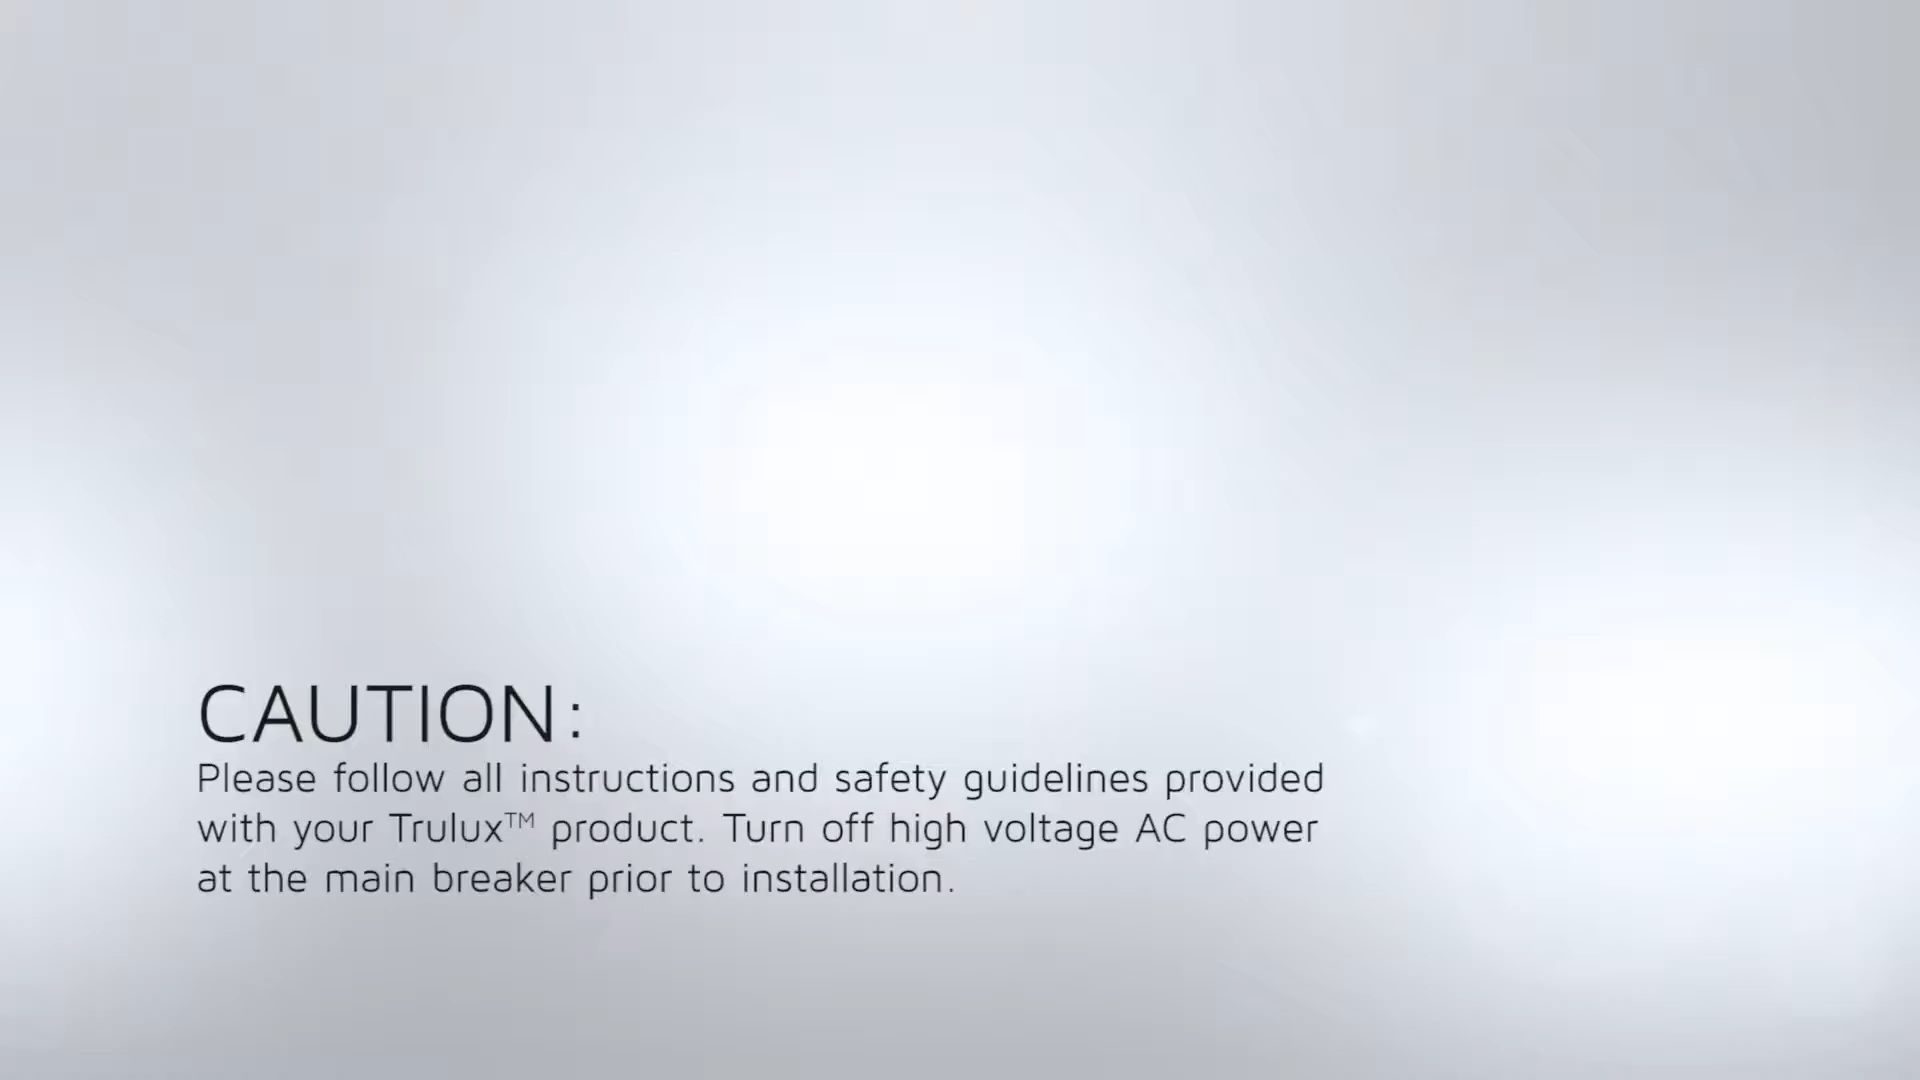 CAUTION:
Please follow all instructions and safety guidelines provided
with your Trulux™ product. Turn off high voltage AC power
at the main breaker prior to installation.